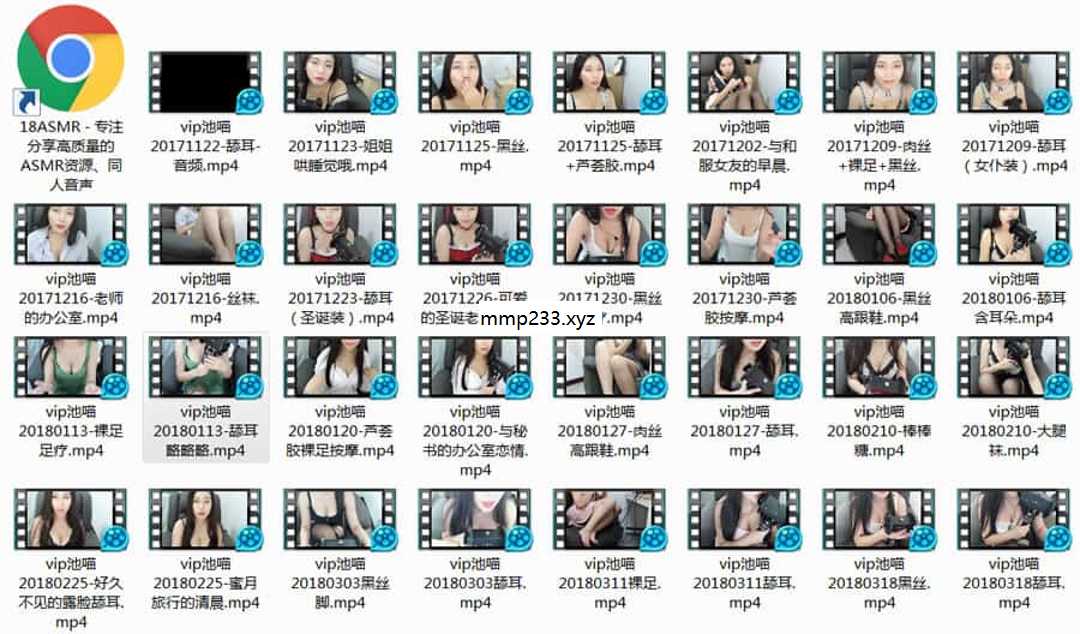 18ASMR - 专注
分享高质量的
ASMR资源、同
人音声
vip池喵
20171122-舔耳-
音频.mp4
vip池喵
20171123-姐姐
哄睡觉哦.mp4
vip池喵
20171125-黑丝.
mp4
vip池喵
20171125-舔耳
+芦荟胶.mp4
vip池喵
20171202-与和
服女友的早晨.
mp4
vip池喵
20171209-肉丝
+裸足+黑丝.
mp4
vip池喵
20171209-舔耳
（女仆装）.mp4
vip池喵
20171216-老师
的办公室.mp4
vip池喵
20171216-丝袜.
mp4
vip池喵
20171223-舔耳
（圣诞装）.mp4
vip池喵
20171226-可爱
的圣诞老
vip池喵
20171230-黑丝
.mp4
vip池喵
20171230-芦荟
胶按摩.mp4
vip池喵
20180106-黑丝
高跟鞋.mp4
vip池喵
20180106-舔耳
含耳朵.mp4
mmp233.xyz
vip池喵
20180113-裸足
足疗.mp4
vip池喵
20180113-舔耳
略略略.mp4
vip池喵
20180120-芦荟
胶裸足按摩.mp4
vip池喵
20180120-与秘
书的办公室恋情.
mp4
vip池喵
20180127-肉丝
高跟鞋.mp4
vip池喵
20180127-舔耳.
mp4
vip池喵
20180210-棒棒
糖.mp4
vip池喵
20180210-大腿
袜.mp4
vip池喵
20180225-好久
不见的露脸舔耳.
mp4
vip池喵
20180225-蜜月
旅行的清晨.mp4
vip池喵
20180303黑丝
脚.mp4
vip池喵
20180303舔耳.
mp4
vip池喵
20180311裸足.
mp4
vip池喵
20180311舔耳.
mp4
vip池喵
20180318黑丝.
mp4
vip池喵
20180318舔耳.
mp4